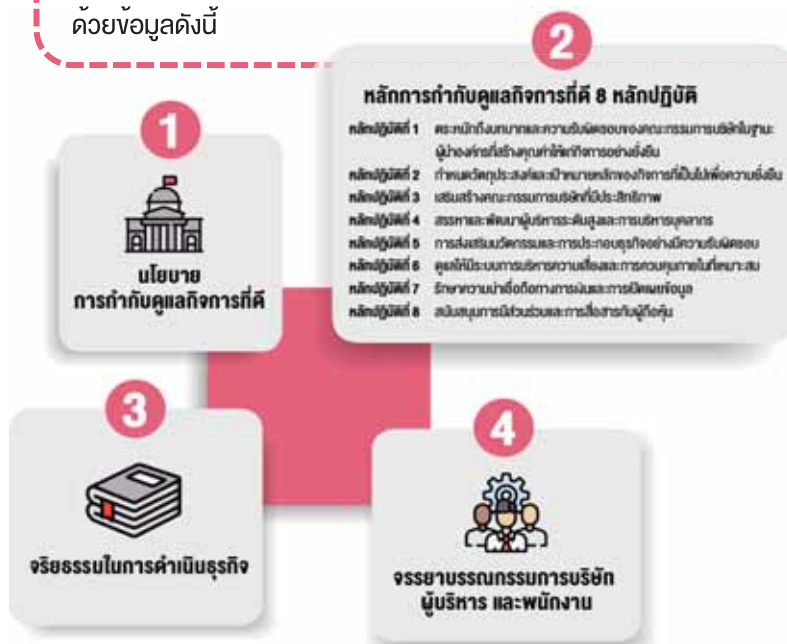 ด้วยข้อมูลดังนี้
1
นโยบาย
การกำกับดูแลกิจการที่ดี
2
หลักการกำกับดูแลกิจการที่ดี 8 หลักปฏิบัติ
หลักปฏิบัติที่ 1 ตระหนักถึงบทบาทและความรับผิดชอบของคณะกรรมการบริษัทในฐานะ
ผู้นำองค์กรที่สร้างคุณค่าให้แก่กิจการอย่างยั่งยืน
หลักปฏิบัติที่ 2 กำหนดวัตถุประสงค์และเป้าหมายหลักของกิจการที่เป็นไปเพื่อความยั่งยืน
หลักปฏิบัติที่ 3 เสริมสร้างคณะกรรมการบริษัทที่มีประสิทธิภาพ
หลักปฏิบัติที่ 4 สรรหาและพัฒนาผู้บริหารระดับสูงและการบริหารบุคลากร
หลักปฏิบัติที่ 5 การส่งเสริมนวัตกรรมและการประกอบธุรกิจอย่างมีความรับผิดชอบ
หลักปฏิบัติที่ 6 ดูแลให้มีระบบการบริหารความเสี่ยงและการควบคุมภายในที่เหมาะสม
หลักปฏิบัติที่ 7 รักษาความน่าเชื่อถือทางการเงินและการเปิดเผยข้อมูล
หลักปฏิบัติที่ 8 สนับสนุนการมีส่วนร่วมและการสื่อสารกับผู้ถือหุ้น
3
จริยธรรมในการดำเนินธุรกิจ
4
จรรยาบรรณกรรมการบริษัท
ผู้บริหาร และพนักงาน